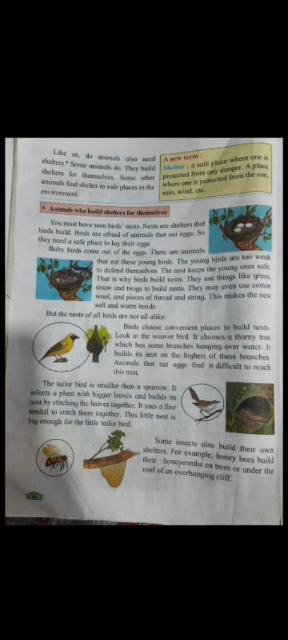 Like us, do animals also need
shelters? Some animals do. They build
shelters for themselves. Some other
animals find shelter in safe places in the
environment.
A new term :
Shelter : a safe place where one is
protected from any danger. A place
where one is protected from the sun,
rain, wind, etc.
• Animals who build shelters for themselves
You must have seen birds' nests. Nests are shelters that
birds build. Birds are afraid of animals that eat eggs. So
they need a safe place to lay their eggs.
Baby birds come out of the eggs. There are animals
that eat these young birds. The young birds are too weak
to defend themselves. The nest keeps the young ones safe.
That is why birds build nests. They use things like grass,
straw and twigs to build nests. They may even use cotton
wool, and pieces of thread and string. This makes the nest
soft and warm inside.
But the nests of all birds are not all alike.
Birds choose convenient places to build nests.
Look at the weaver bird. It chooses a thorny tree
which has some branches hanging over water. It
builds its nest on the highest of these branches.
Animals that eat eggs find it difficult to reach
this nest.
The tailor bird is smaller than a sparrow. It
selects a plant with bigger leaves and builds its
nest by stitching the leaves together. It uses a fine
tendril to stitch them together. This little nest is
big enough for the little tailor bird.
Some insects also build their own
shelters. For example, honey bees build
their honeycombs on trees or under the
roof of an overhanging cliff.